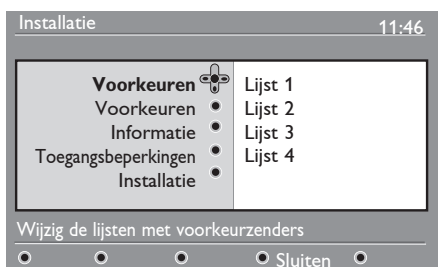 Installatie 11:46
Voorkeuren Lijst 1
Voorkeuren Lijst 2
Informatie Lijst 3
Toegangsbeperkingen Lijst 4
Installatie
Wijzig de lijsten met voorkeurzenders
Sluiten